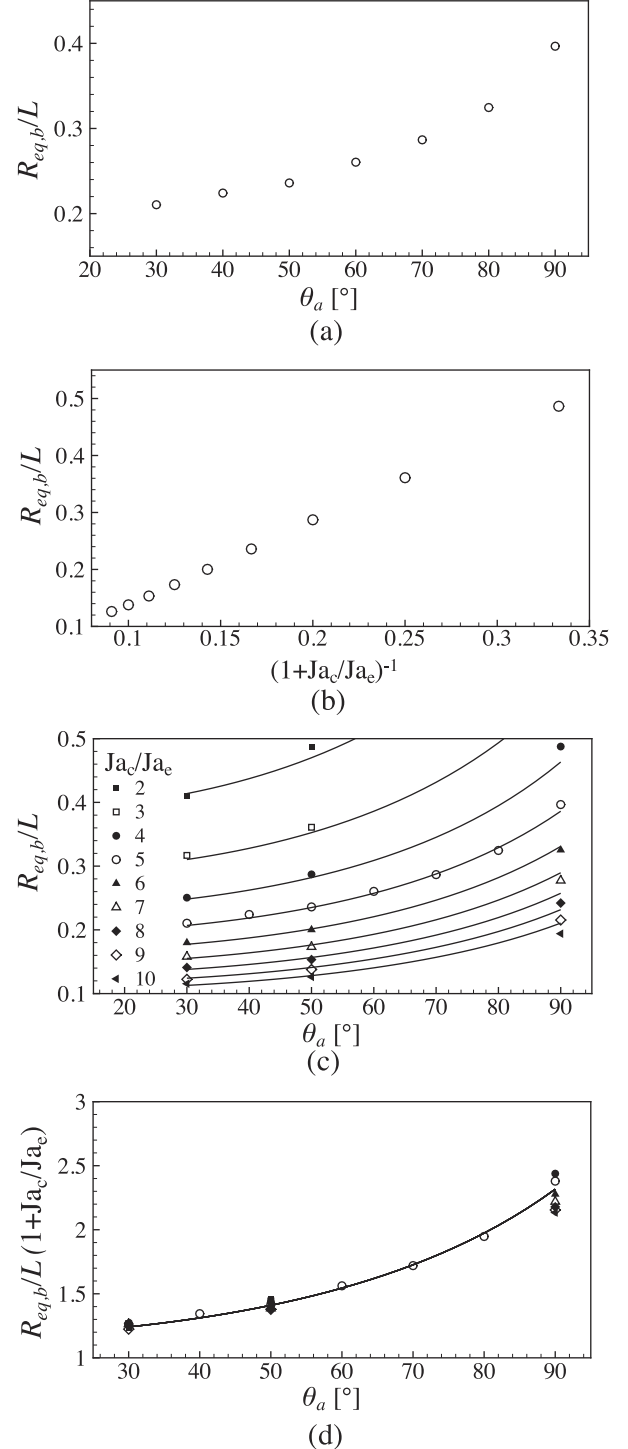 0.4
0.3
0.2
R_{eq,b}/L
20 30 40 50 60 70 80 90
θ_a [°]
(a)
0.5
0.4
0.3
0.2
0.1
R_{eq,b}/L
0.1 0.15 0.2 0.25 0.3 0.35
(1+Ja_c/Ja_e)^{-1}
(b)
0.5
0.4
0.3
0.2
0.1
R_{eq,b}/L
Ja_c/Ja_e
2
3
4
5
6
7
8
9
10
20 30 40 50 60 70 80 90
θ_a [°]
(c)
3
2.5
2
1.5
1
R_{eq,b}/L (1+Ja_c/Ja_e)
30 40 50 60 70 80 90
θ_a [°]
(d)